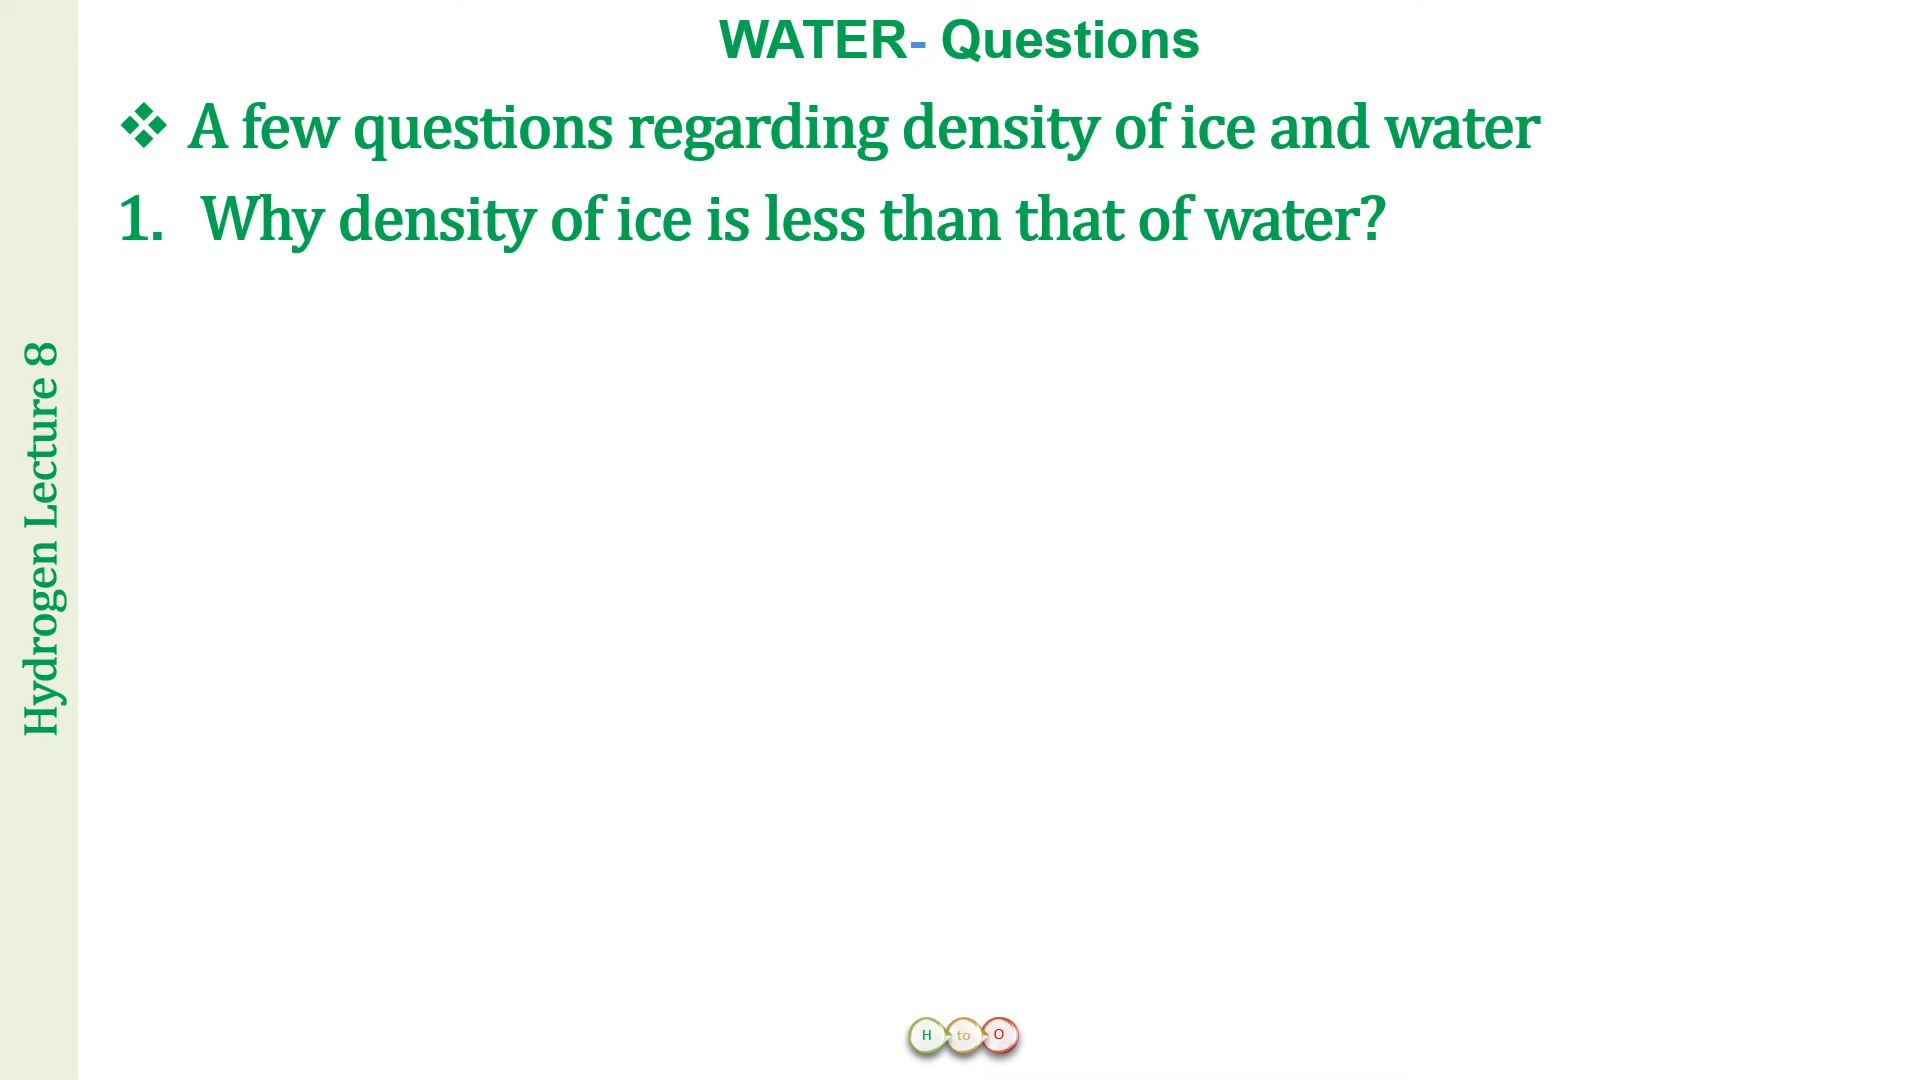 WATER- Questions
❖ A few questions regarding density of ice and water
1. Why density of ice is less than that of water?
Hydrogen Lecture 8
H to O